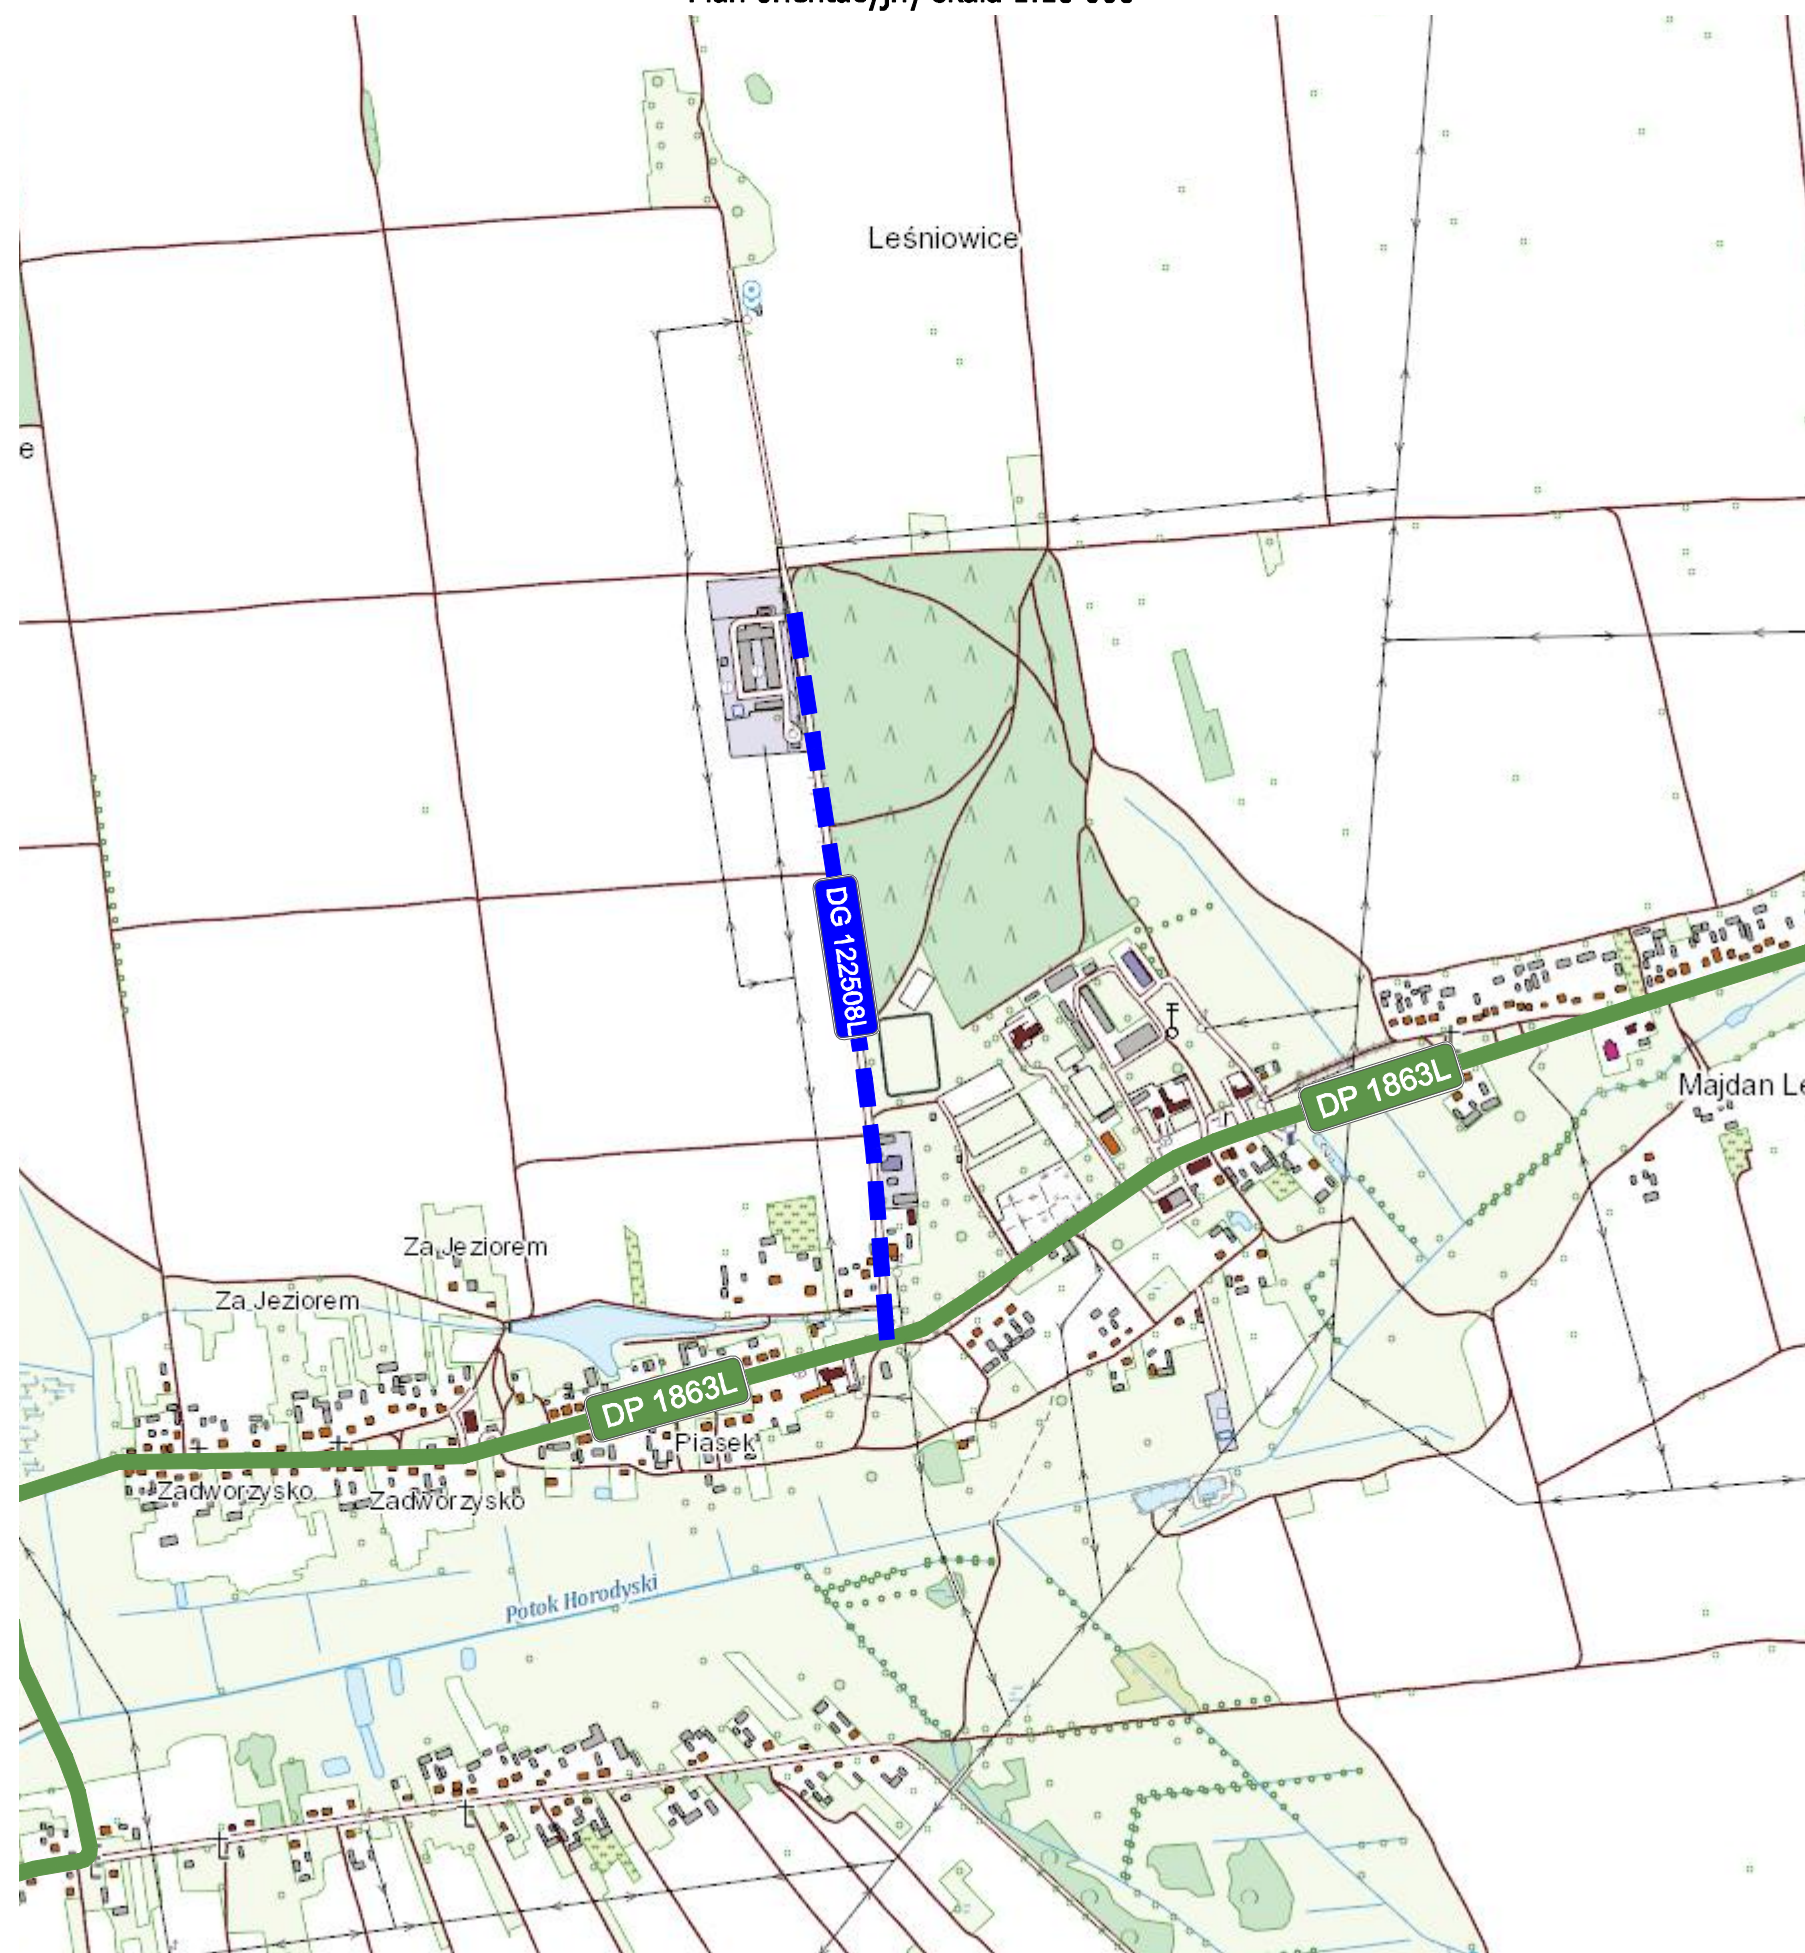 Leśniowice
e
DG 122508L
DP 1863L
Majdan Le
Za Jeziorem
Za Jeziorem
DP 1863L
Piasek
Zadworzysko
Zadworzysko
Potok Horodyski